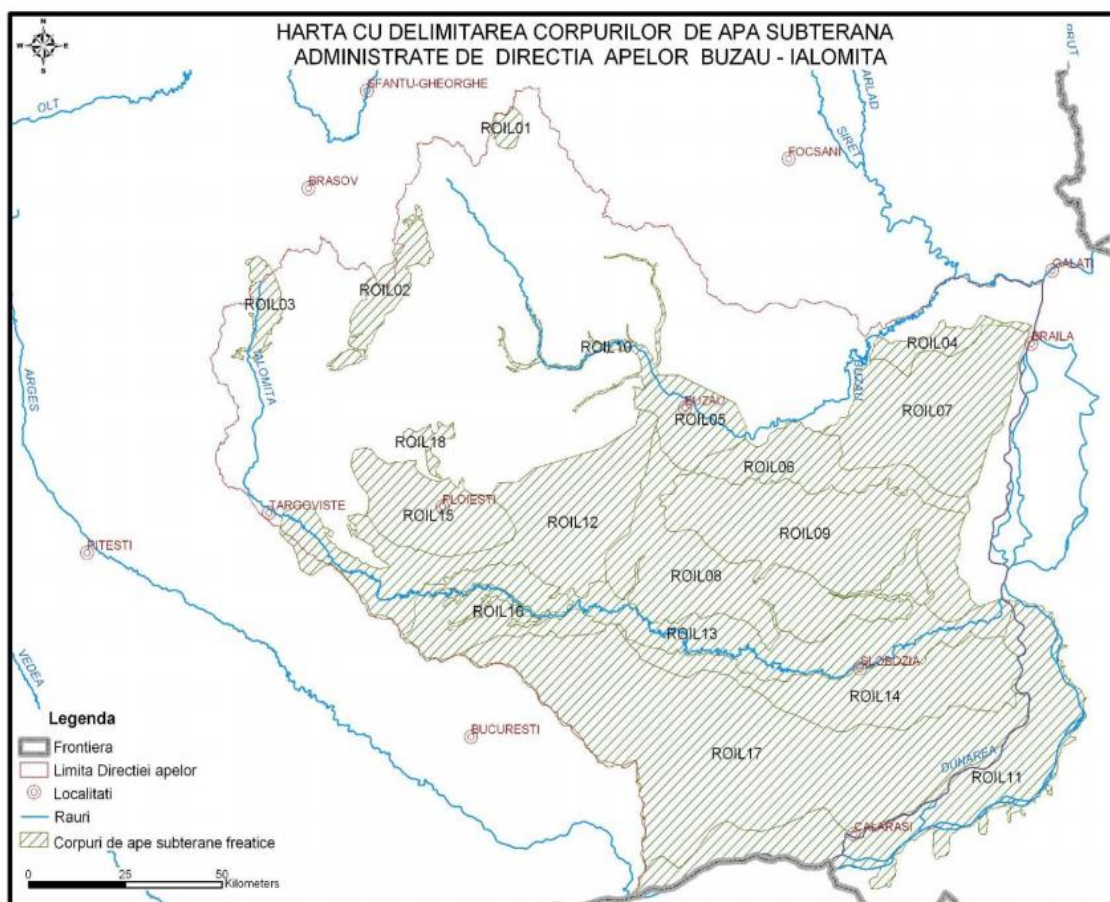 HARTA CU DELIMITAREA CORPURILOR DE APA SUBTERANA
ADMINISTRATE DE DIRECTIA APELOR BUZAU - IALOMITA
N
W E
S
PRUT
OLT
SFANTU-GHEORGHE
ARLAD
SIRET
ROIL01
FOCSANI
BRASOV
GALATI
ROIL02
ROIL03
ROIL10
ROIL04
BRAILA
IALOMITA
ARGES
BUZAU
BUZAU
ROIL05
ROIL07
ROIL18
ROIL06
TARGOVISTE
PLOIESTI
ROIL15
ROIL12
ROIL09
PITESTI
ROIL08
ROIL16
ROIL13
SLOBOZIA
VEDEA
ROIL14
BUCURESTI
ROIL17
DUNAREA
ROIL11
CALARASI
Legenda
Frontiera
Limita Directiei apelor
Localitati
Rauri
Corpuri de ape subterane freatice
0 25 50
Kilometers